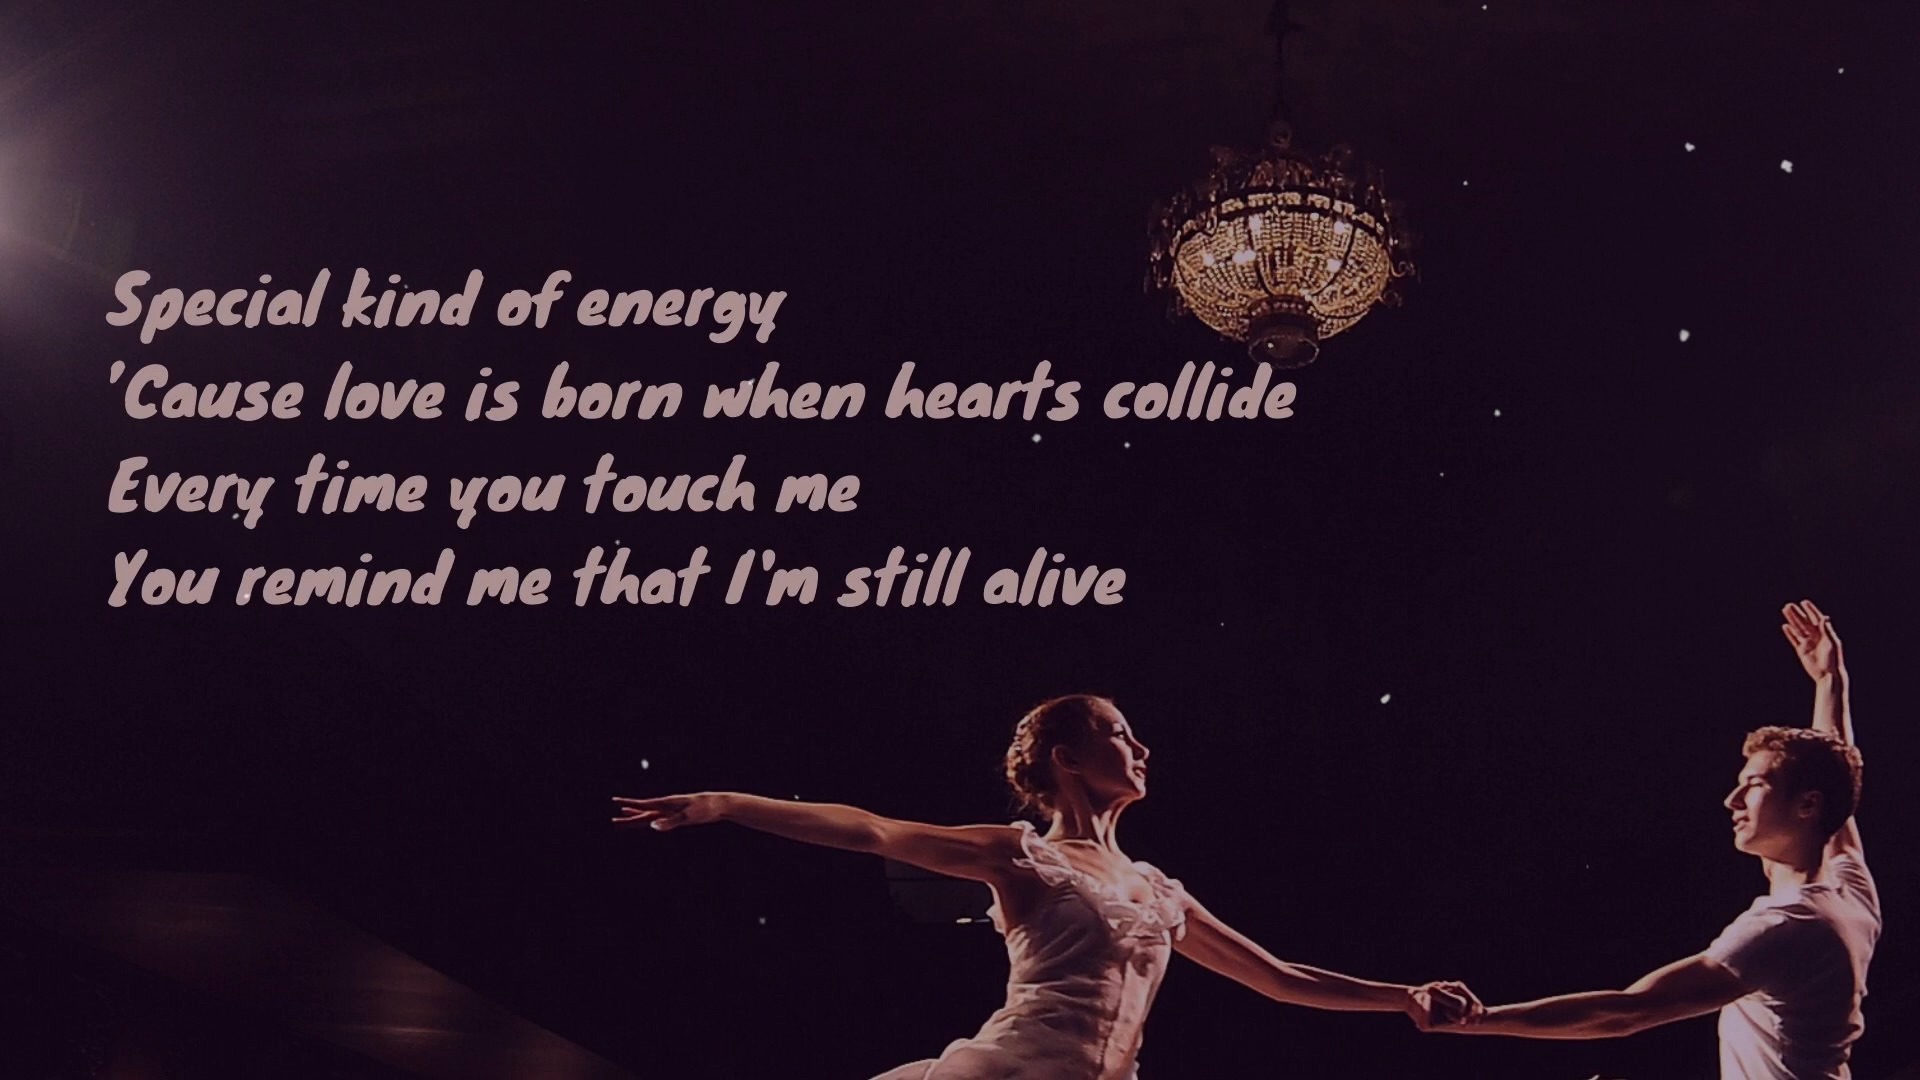 Special kind of energy
'Cause love is born when hearts collide
Every time you touch me
You remind me that I'm still alive